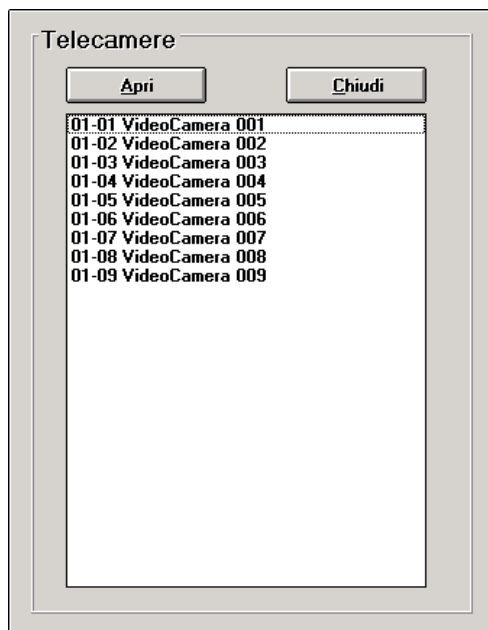 Telecamere
Apri Chiudi
01-01 VideoCamera 001
01-02 VideoCamera 002
01-03 VideoCamera 003
01-04 VideoCamera 004
01-05 VideoCamera 005
01-06 VideoCamera 006
01-07 VideoCamera 007
01-08 VideoCamera 008
01-09 VideoCamera 009